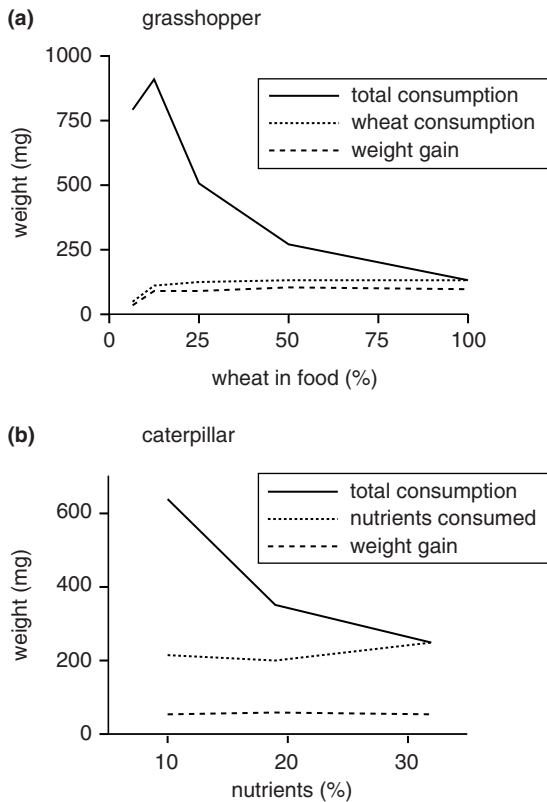 (a) grasshopper
1000
750
500
250
0
weight (mg)
total consumption
wheat consumption
weight gain
0 25 50 75 100
wheat in food (%)
(b) caterpillar
600
400
200
0
weight (mg)
total consumption
nutrients consumed
weight gain
10 20 30
nutrients (%)